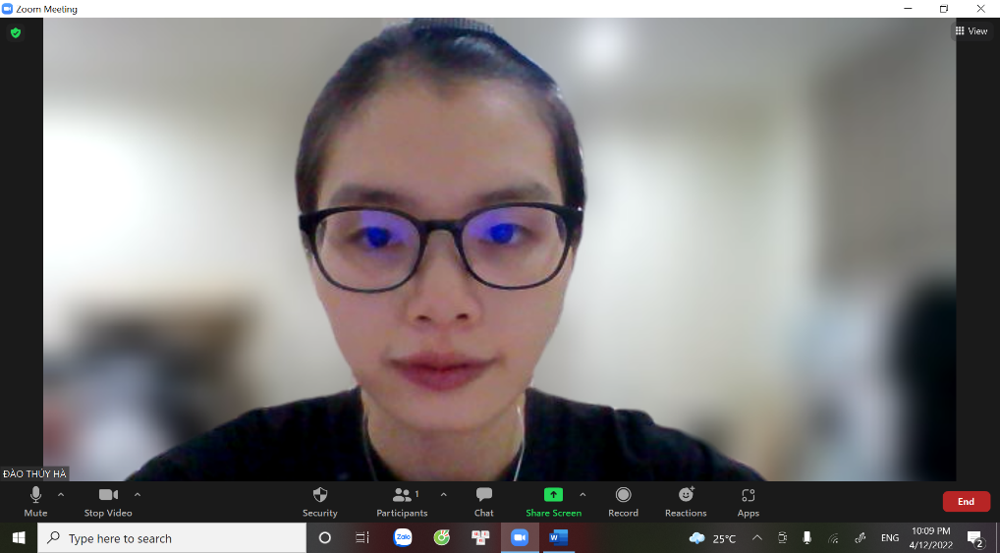 Zoom Meeting
View
ĐÀO THÚY HÀ
Mute
Stop Video
Security
Participants
1
Chat
Share Screen
Record
Reactions
Apps
End
Type here to search
Zalo
W
25°C
ENG
10:09 PM
4/12/2022
2